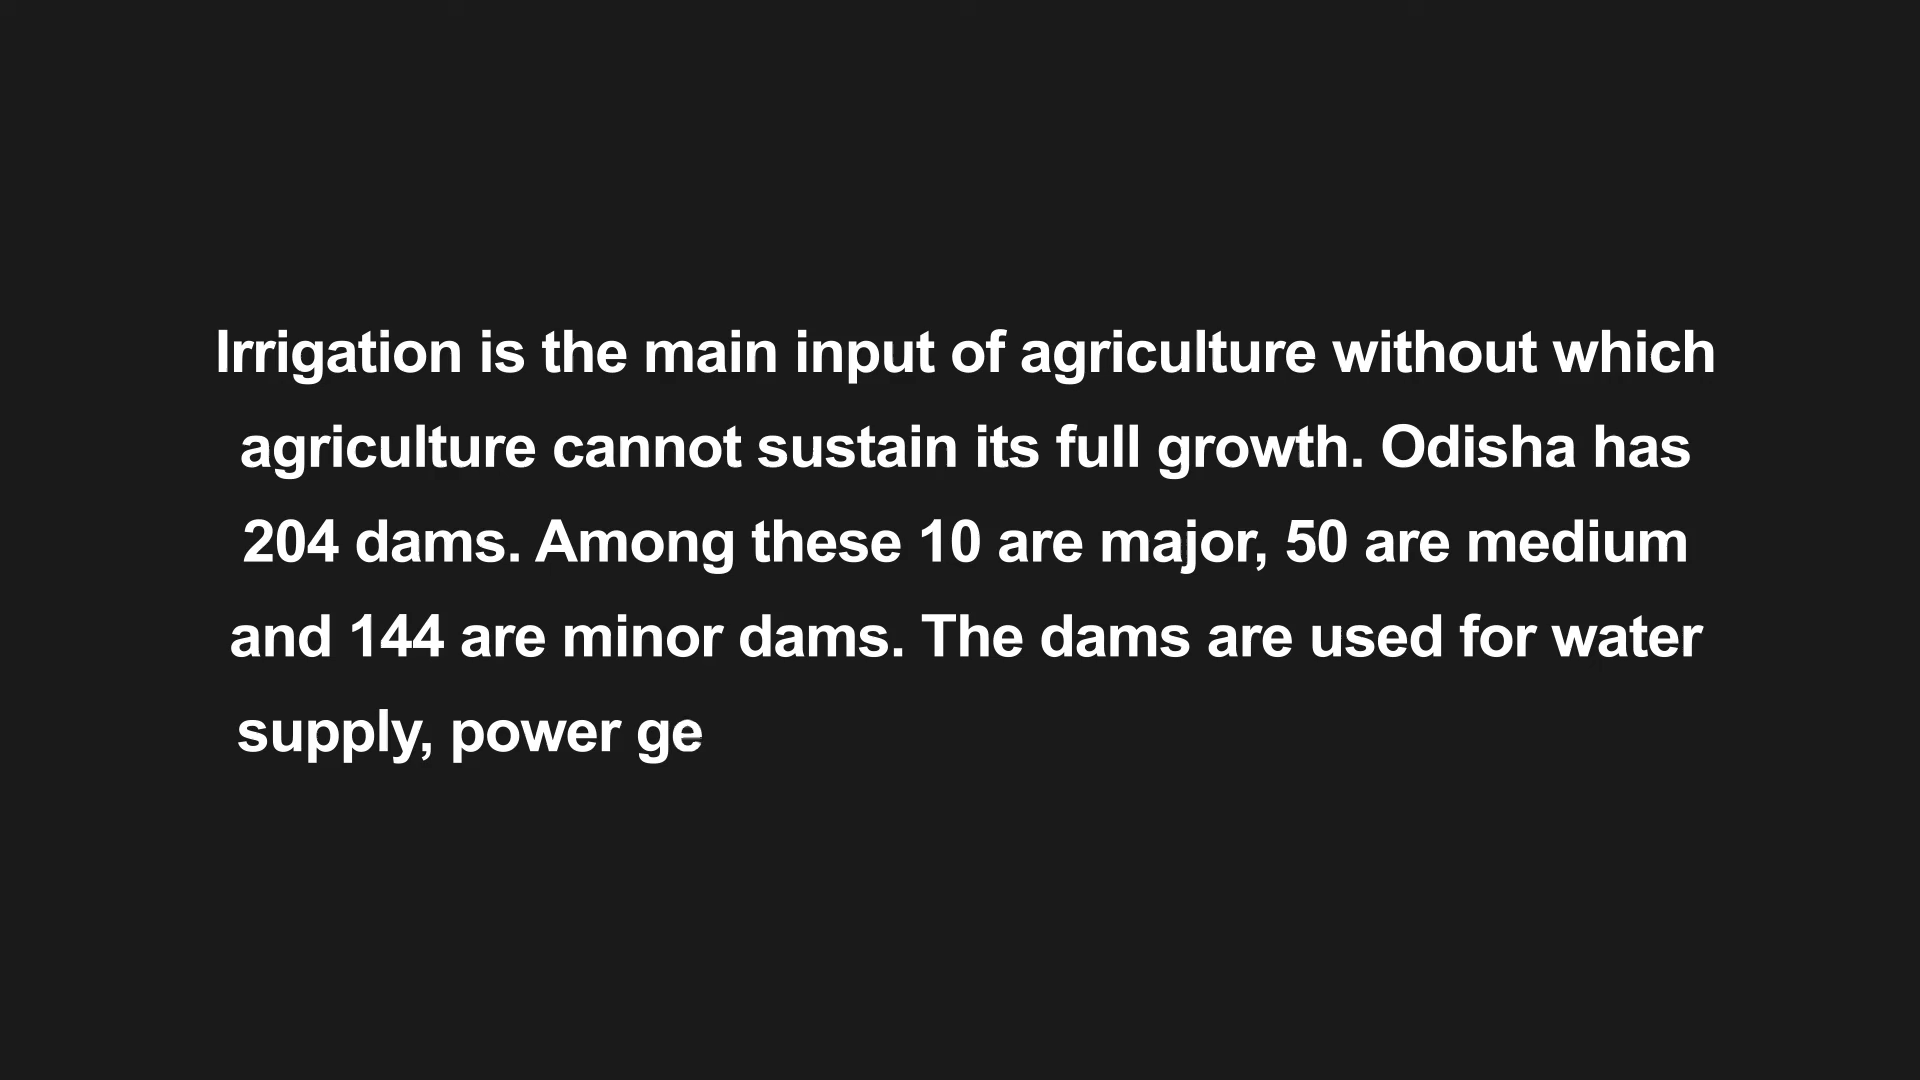 Irrigation is the main input of agriculture without which
agriculture cannot sustain its full growth. Odisha has
204 dams. Among these 10 are major, 50 are medium
and 144 are minor dams. The dams are used for water
supply, power ge